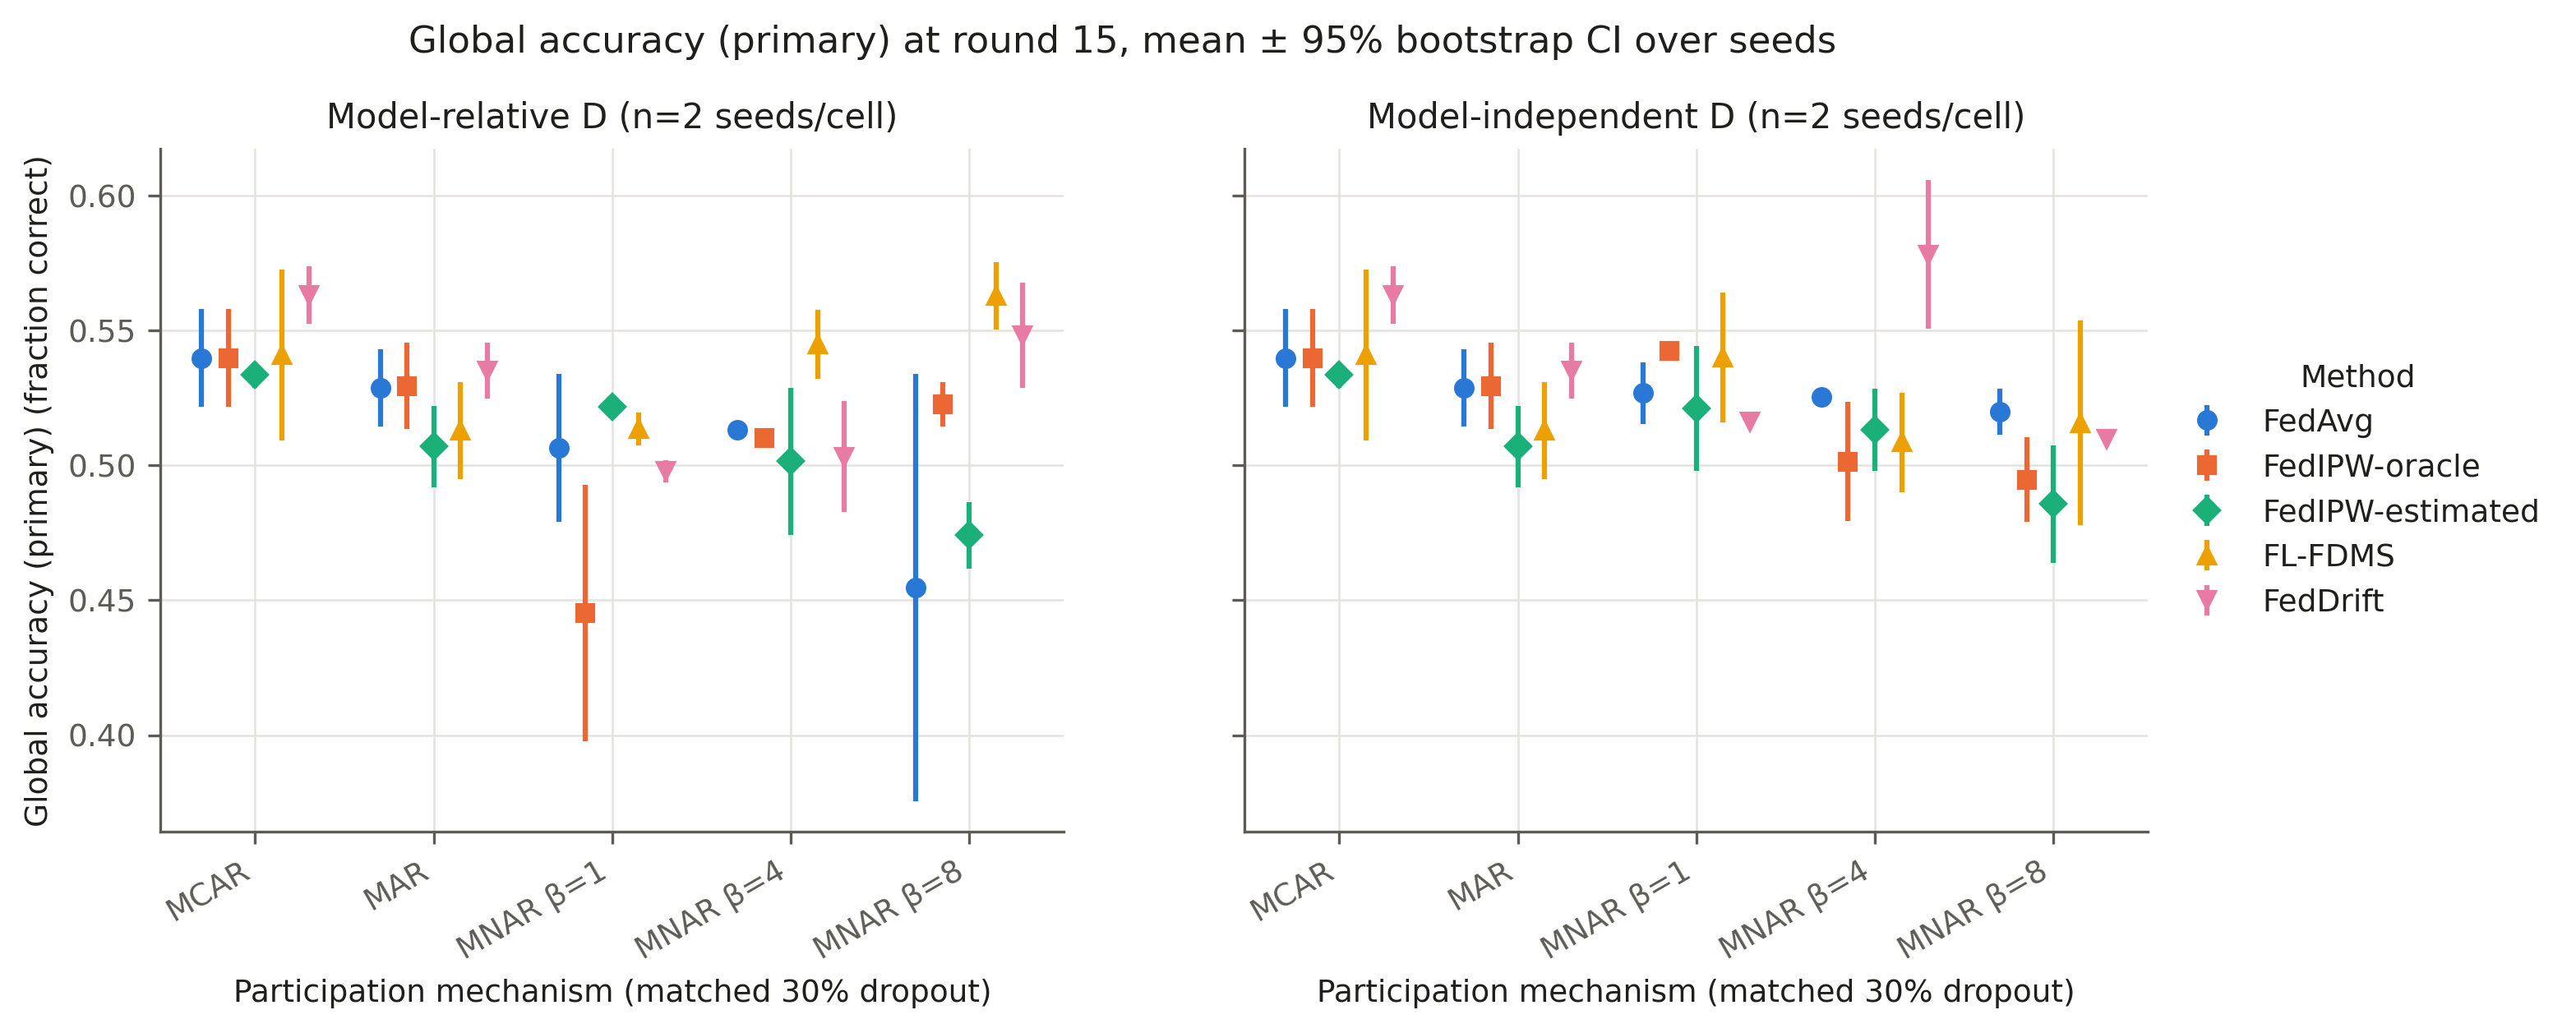 Global accuracy (primary) at round 15, mean ± 95% bootstrap CI over seeds
Model-relative D (n=2 seeds/cell)
Model-independent D (n=2 seeds/cell)
Global accuracy (primary) (fraction correct)
0.60
0.55
0.50
0.45
0.40
MCAR
MAR
MNAR β=1
MNAR β=4
MNAR β=8
Participation mechanism (matched 30% dropout)
MCAR
MAR
MNAR β=1
MNAR β=4
MNAR β=8
Participation mechanism (matched 30% dropout)
Method
FedAvg
FedIPW-oracle
FedIPW-estimated
FL-FDMS
FedDrift